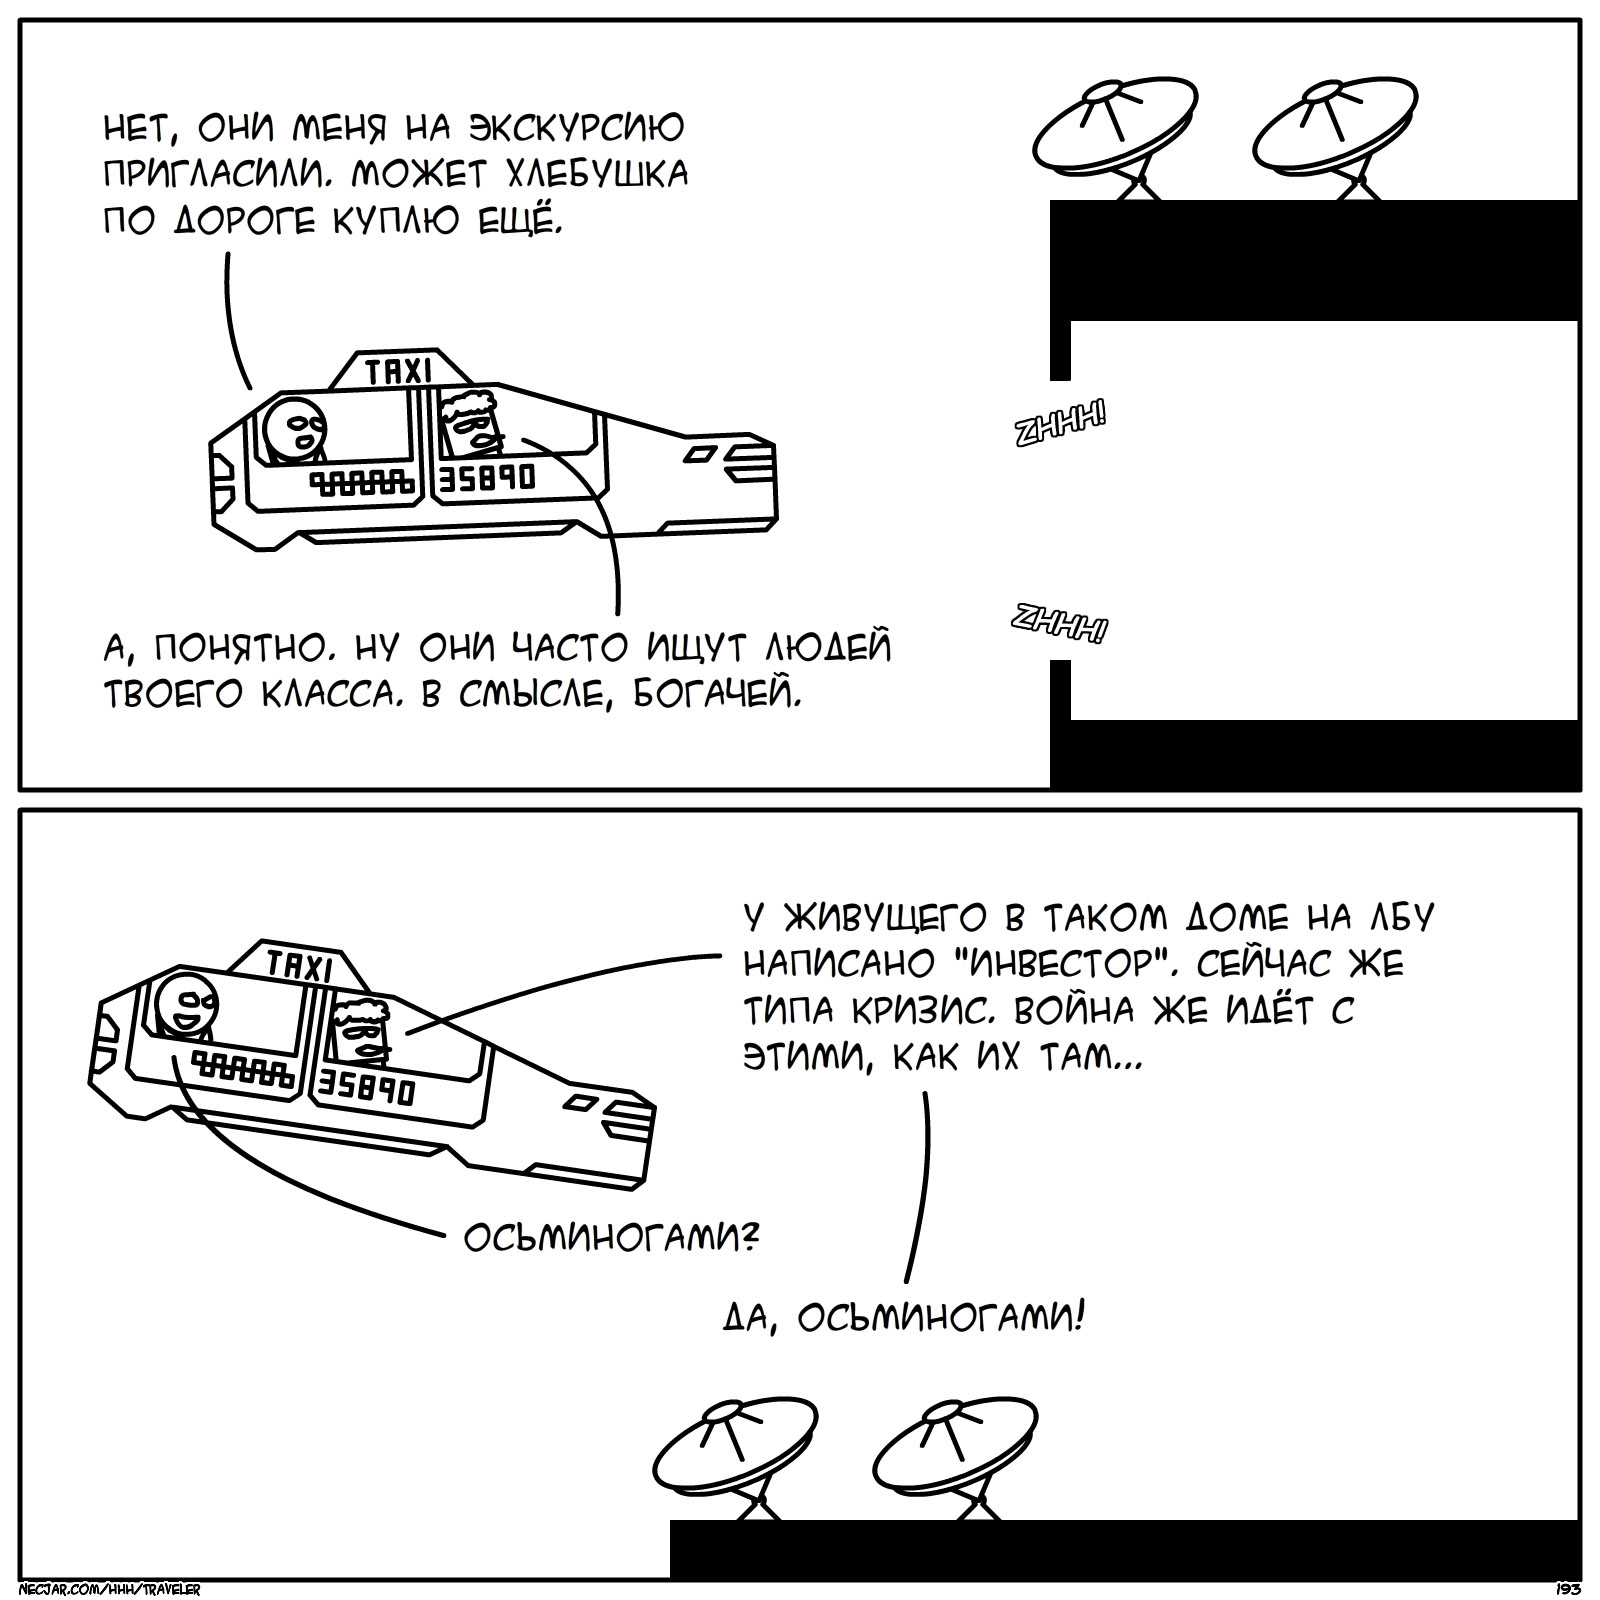 НЕТ, ОНИ МЕНЯ НА ЭКСКУРСИЮ
ПРИГЛАСИЛИ. МОЖЕТ ХЛЕБУШКА
ПО ДОРОГЕ КУПЛЮ ЕЩЁ.
TAXI
35890
ZHHH!
ZHHH!
А, ПОНЯТНО. НУ ОНИ ЧАСТО ИЩУТ ЛЮДЕЙ
ТВОЕГО КЛАССА. В СМЫСЛЕ, БОГАЧЕЙ.
У ЖИВУЩЕГО В ТАКОМ ДОМЕ НА ЛБУ
НАПИСАНО "ИНВЕСТОР". СЕЙЧАС ЖЕ
ТИПА КРИЗИС. ВОЙНА ЖЕ ИДЁТ С
ЭТИМИ, КАК ИХ ТАМ...
TAXI
35890
ОСЬМИНОГАМИ?
ДА, ОСЬМИНОГАМИ!
NECJAR.COM/HHH/TRAVELER
193